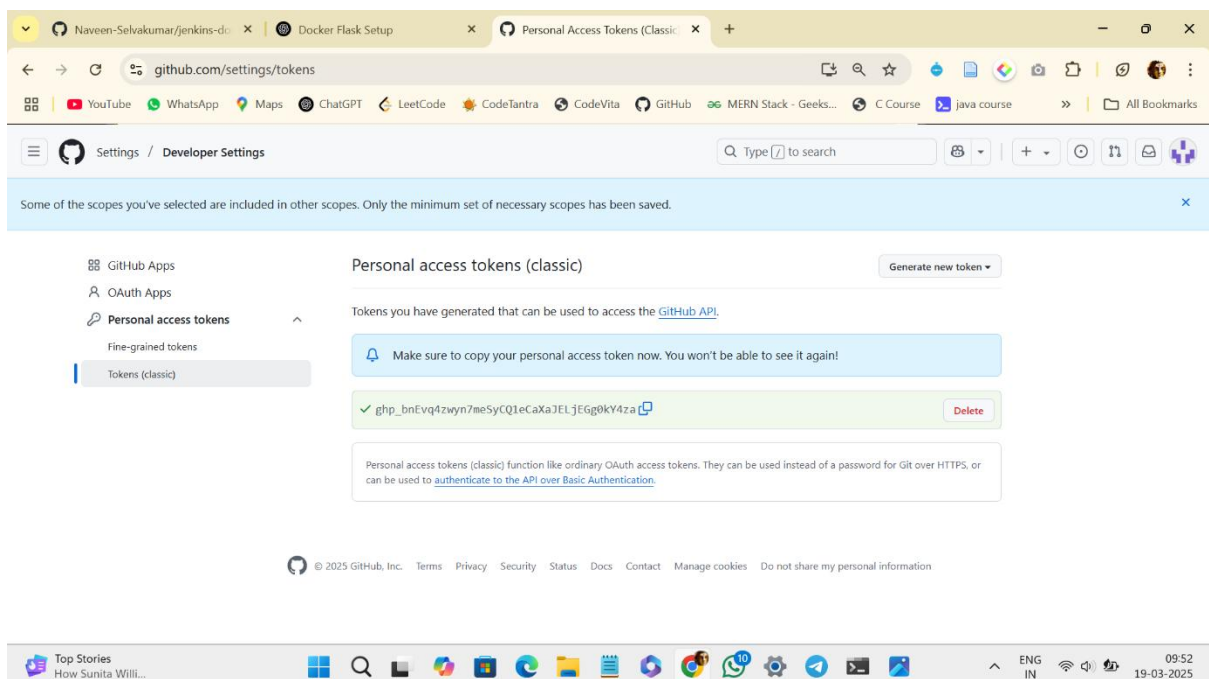 Naveen-Selvakumar/jenkins-do Docker Flask Setup Personal Access Tokens (Classic
github.com/settings/tokens
YouTube WhatsApp Maps ChatGPT LeetCode CodeTantra CodeVita GitHub MERN Stack - Geeks... C Course java course » All Bookmarks
Settings / Developer Settings Type / to search
Some of the scopes you've selected are included in other scopes. Only the minimum set of necessary scopes has been saved.
GitHub Apps
OAuth Apps
Personal access tokens
Fine-grained tokens
Tokens (classic)
Personal access tokens (classic) Generate new token
Tokens you have generated that can be used to access the GitHub API.
Make sure to copy your personal access token now. You won't be able to see it again!
Delete
Personal access tokens (classic) function like ordinary OAuth access tokens. They can be used instead of a password for Git over HTTPS, or
can be used to authenticate to the API over Basic Authentication.
© 2025 GitHub, Inc. Terms Privacy Security Status Docs Contact Manage cookies Do not share my personal information
Top Stories
How Sunita Willi...
10
ENG
IN
09:52
19-03-2025